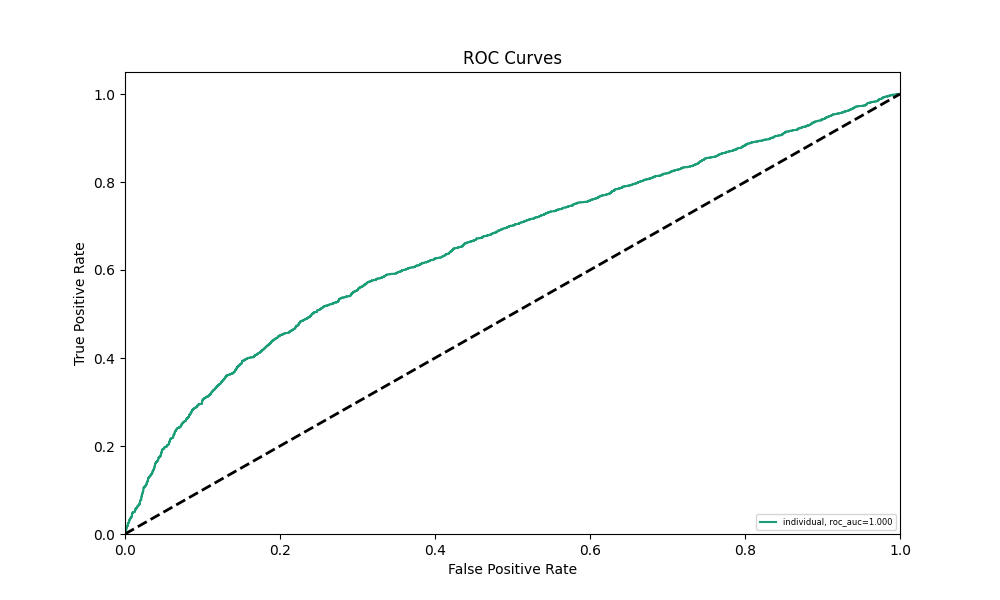 ROC Curves
True Positive Rate
1.0
0.8
0.6
0.4
0.2
0.0
individual, roc_auc=1.000
0.0 0.2 0.4 0.6 0.8 1.0
False Positive Rate